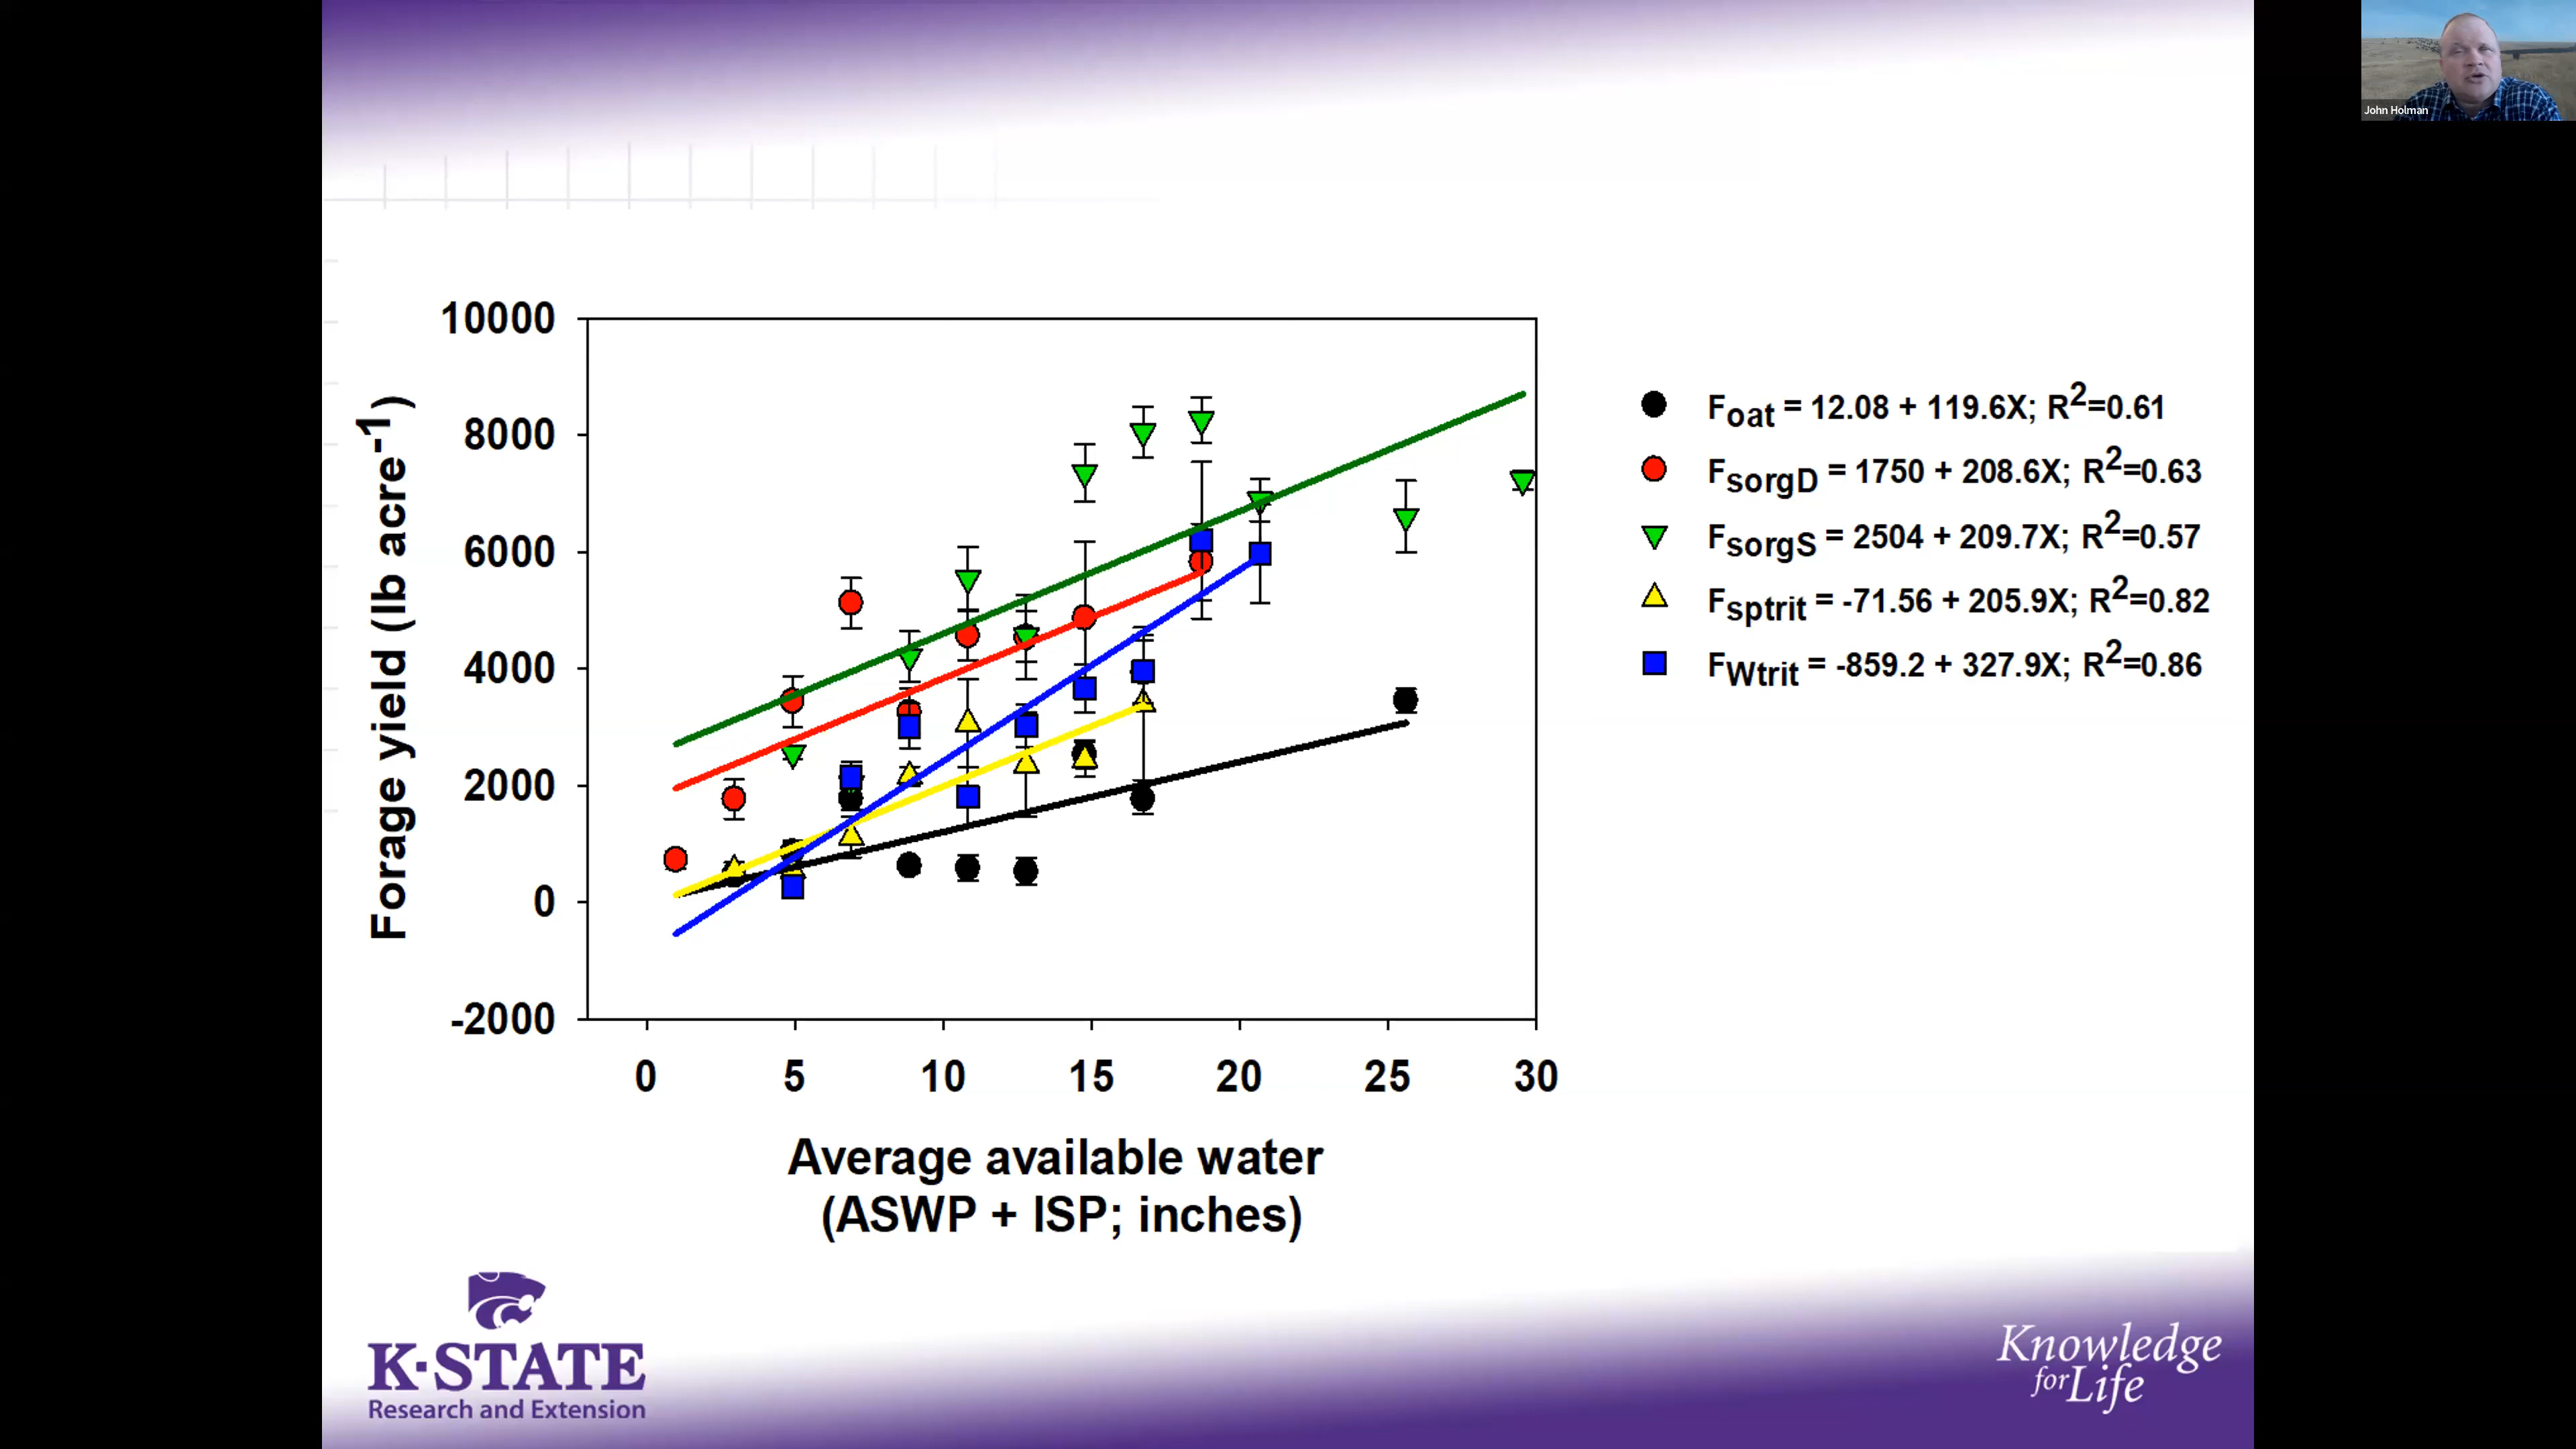 John Holman
10000
8000
6000
4000
2000
0
-2000
Forage yield (lb acre-1)
0 5 10 15 20 25 30
Average available water
(ASWP + ISP; inches)
Foat = 12.08 + 119.6X; R2=0.61
FsorgD = 1750 + 208.6X; R2=0.63
FsorgS = 2504 + 209.7X; R2=0.57
Fsptrit = -71.56 + 205.9X; R2=0.82
FWtrit = -859.2 + 327.9X; R2=0.86
K-STATE
Research and Extension
Knowledge
for Life